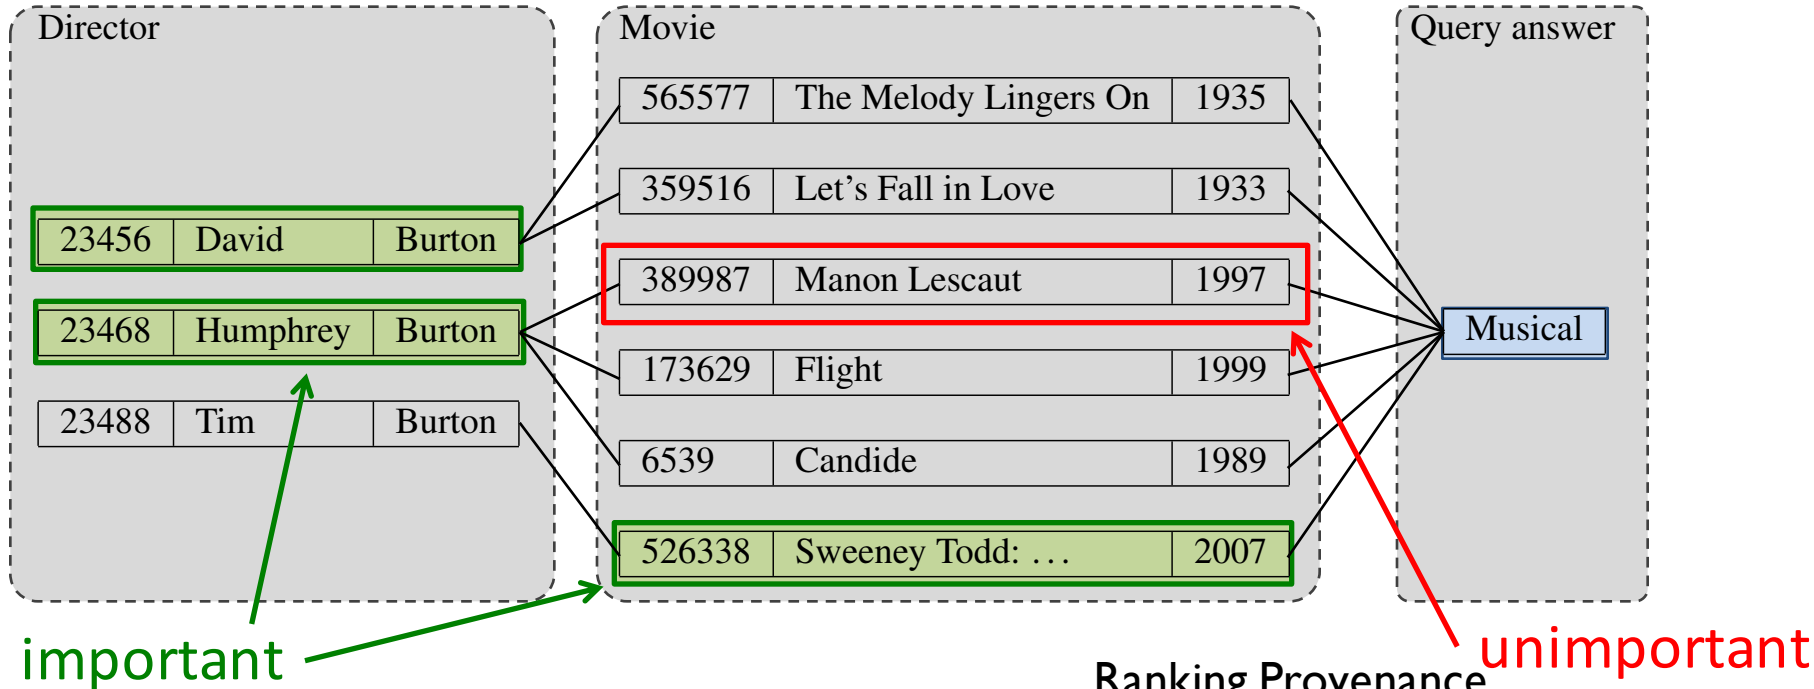 Director
23456 David Burton
23468 Humphrey Burton
23488 Tim Burton
Movie
565577 The Melody Lingers On 1935
359516 Let's Fall in Love 1933
389987 Manon Lescaut 1997
173629 Flight 1999
6539 Candide 1989
526338 Sweeney Todd: ... 2007
Query answer
Musical
important
unimportant
Ranking Provenance